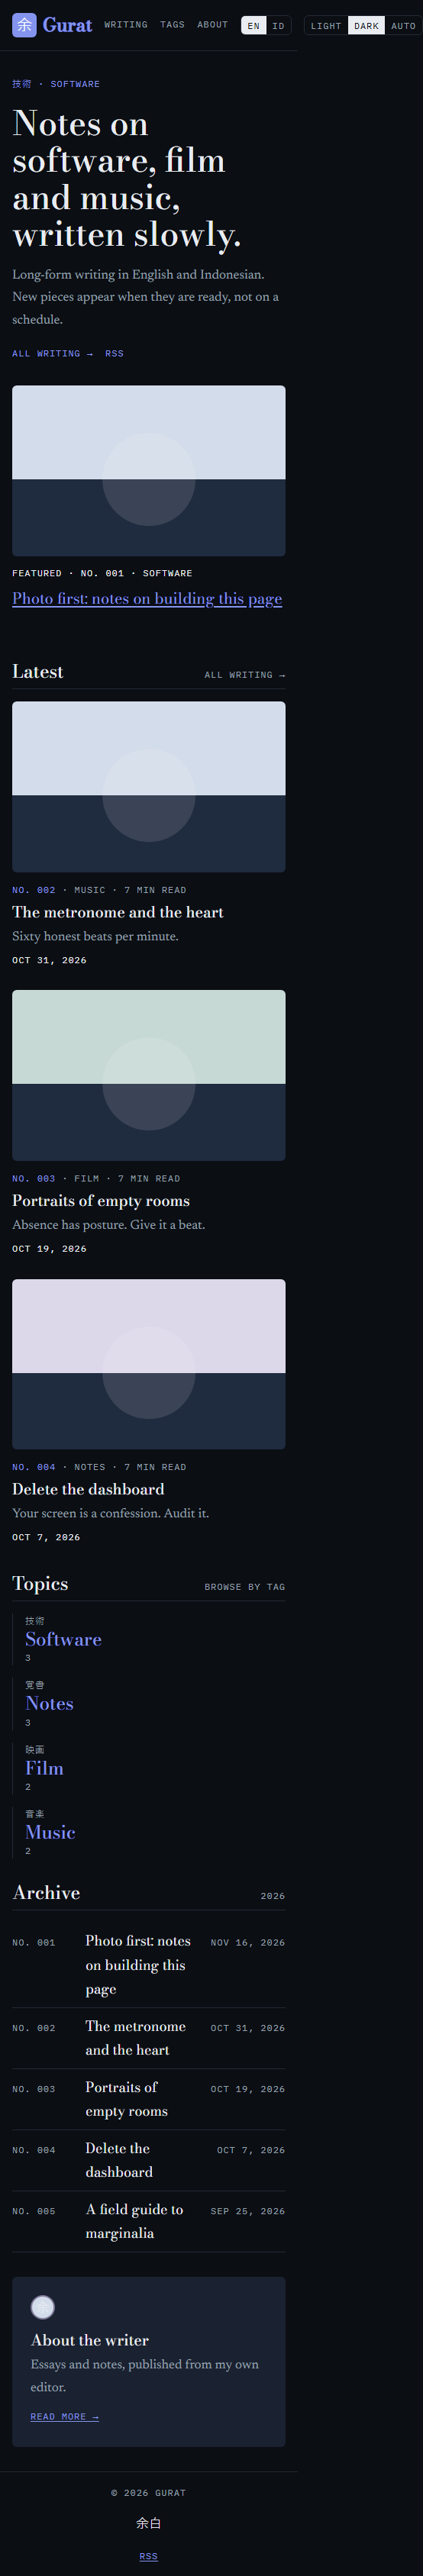 余 Gurat WRITING TAGS ABOUT EN ID LIGHT DARK AUTO
技術 · SOFTWARE
Notes on
software, film
and music,
written slowly.
Long-form writing in English and Indonesian.
New pieces appear when they are ready, not on a
schedule.
ALL WRITING → RSS
FEATURED · NO. 001 · SOFTWARE
Photo first: notes on building this page
Latest ALL WRITING →
NO. 002 · MUSIC · 7 MIN READ
The metronome and the heart
Sixty honest beats per minute.
OCT 31, 2026
NO. 003 · FILM · 7 MIN READ
Portraits of empty rooms
Absence has posture. Give it a beat.
OCT 19, 2026
NO. 004 · NOTES · 7 MIN READ
Delete the dashboard
Your screen is a confession. Audit it.
OCT 7, 2026
Topics BROWSE BY TAG
技術
Software
3
覚書
Notes
3
映画
Film
2
音楽
Music
2
Archive 2026
NO. 001 Photo first: notes NOV 16, 2026
on building this
page
NO. 002 The metronome OCT 31, 2026
and the heart
NO. 003 Portraits of OCT 19, 2026
empty rooms
NO. 004 Delete the OCT 7, 2026
dashboard
NO. 005 A field guide to SEP 25, 2026
marginalia
About the writer
Essays and notes, published from my own
editor.
READ MORE →
© 2026 GURAT
余白
RSS